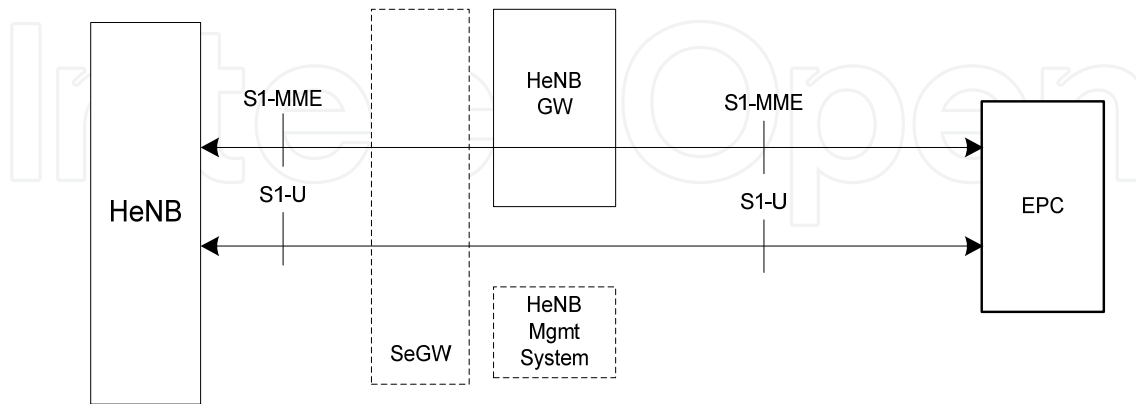 InTechOpen
HeNB
GW
S1-MME
S1-MME
S1-U
S1-U
HeNB
EPC
HeNB
Mgmt
System
SeGW